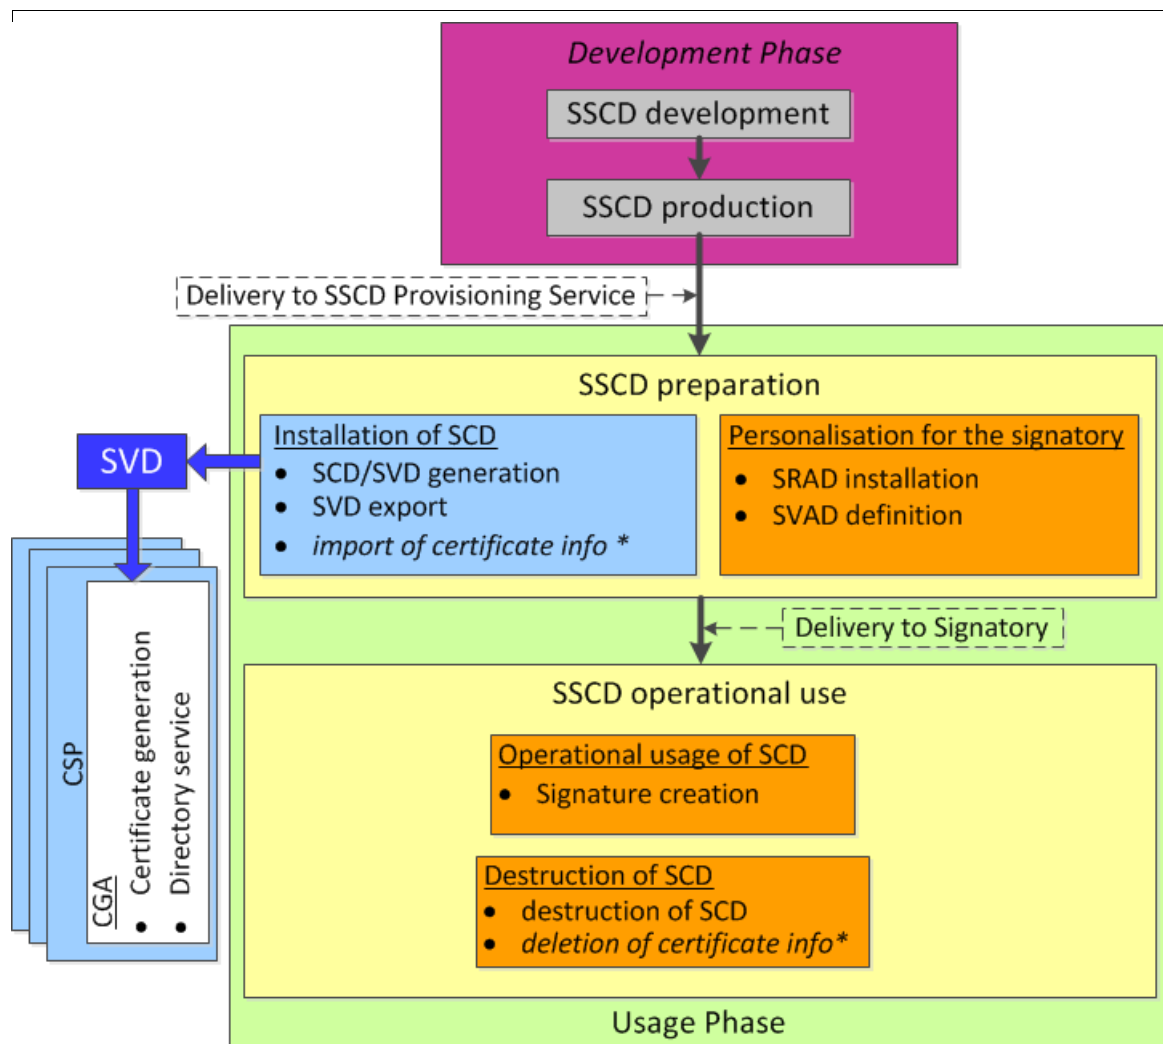 Development Phase
SSCD development
SSCD production
Delivery to SSCD Provisioning Service
SSCD preparation
Installation of SCD
● SCD/SVD generation
● SVD export
● import of certificate info *
Personalisation for the signatory
● SRAD installation
● SVAD definition
SVD
CSP
CGA
● Certificate generation
● Directory service
Delivery to Signatory
SSCD operational use
Operational usage of SCD
● Signature creation
Destruction of SCD
● destruction of SCD
● deletion of certificate info*
Usage Phase